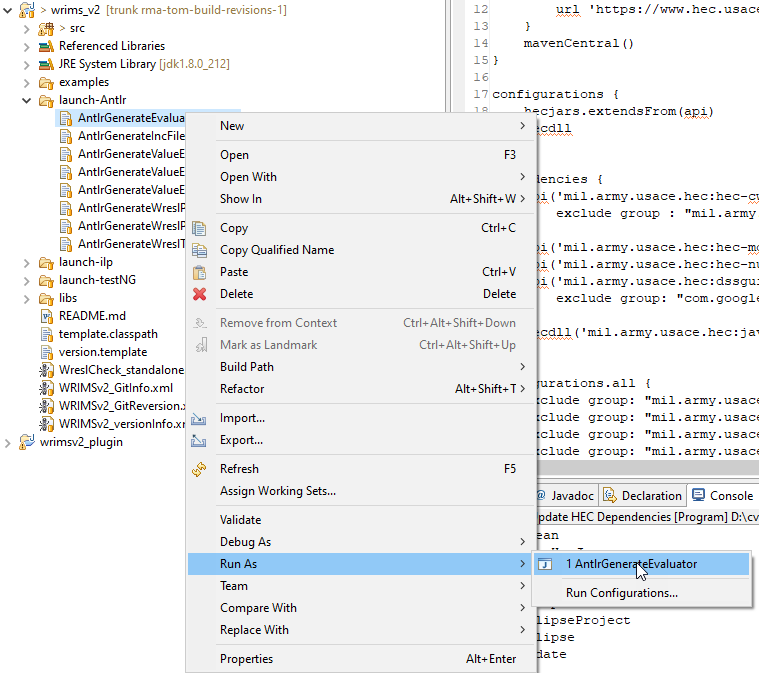 > wrims_v2 [trunk rma-tom-build-revisions-1]
> src
Referenced Libraries
JRE System Library [jdk1.8.0_212]
examples
launch-Antlr
AntlrGenerateEvalua
AntlrGenerateIncFile
AntlrGenerateValueE
AntlrGenerateValueE
AntlrGenerateValueE
AntlrGenerateWreslP
AntlrGenerateWreslP
AntlrGenerateWreslT
launch-ilp
launch-testNG
libs
README.md
template.classpath
version.template
WreslCheck_standalone
WRIMSv2_GitInfo.xml
WRIMSv2_GitReversion.
WRIMSv2_versionInfo.x
wrimsv2_plugin
New
Open F3
Open With
Show In Alt+Shift+W
Copy Ctrl+C
Copy Qualified Name
Paste Ctrl+V
Delete Delete
Remove from Context Ctrl+Alt+Shift+Down
Mark as Landmark Ctrl+Alt+Shift+Up
Build Path
Refactor Alt+Shift+T
Import...
Export...
Refresh F5
Assign Working Sets...
Validate
Debug As
Run As
Team
Compare With
Replace With
Properties Alt+Enter
1 AntlrGenerateEvaluator
Run Configurations...
12 url 'https://www.hec.usace
13 }
14 mavenCentral()
15 }
16
17 configurations {
18 hecjars.extendsFrom(api)
ecdll
dencies {
pi('mil.army.usace.hec:hec-cw
exclude group : "mil.army
pi('mil.army.usace.hec:hec-mo
pi('mil.army.usace.hec:hec-nu
pi('mil.army.usace.hec:dssgui
exclude group: "com.google
ecdll('mil.army.usace.hec:jav
gurations.all {
xclude group: "mil.army.usace
xclude group: "mil.army.usace
xclude group: "mil.army.usace
xclude group: "mil.army.usace
@ Javadoc Declaration Console
pdate HEC Dependencies [Program] D:\cv
ean
lipseProject
lipse
date